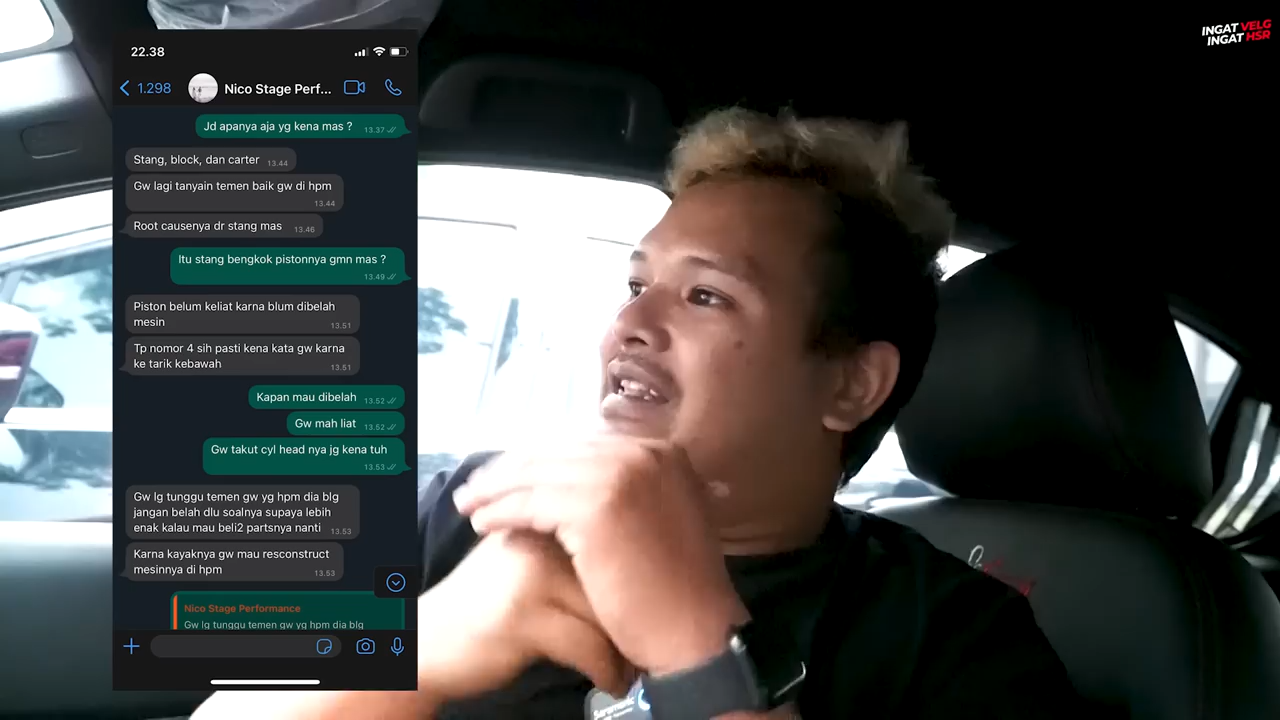 INGAT VELG
INGAT HSR
22.38
1.298
Nico Stage Perf...
Jd apanya aja yg kena mas ?
13.37
Stang, block, dan carter
13.44
Gw lagi tanyain temen baik gw di hpm
13.44
Root causenya dr stang mas
13.46
Itu stang bengkok pistonnya gmn mas ?
13.49
Piston belum keliat karna blum dibelah
mesin
13.51
Tp nomor 4 sih pasti kena kata gw karna
ke tarik kebawah
13.51
Kapan mau dibelah
13.52
Gw mah liat
13.52
Gw takut cyl head nya jg kena tuh
13.53
Gw lg tunggu temen gw yg hpm dia blg
jangan belah dlu soalnya supaya lebih
enak kalau mau beli2 partsnya nanti
13.53
Karna kayaknya gw mau resconstruct
mesinnya di hpm
13.53
Nico Stage Performance
Gw lg tunggu temen gw yg hpm dia blg